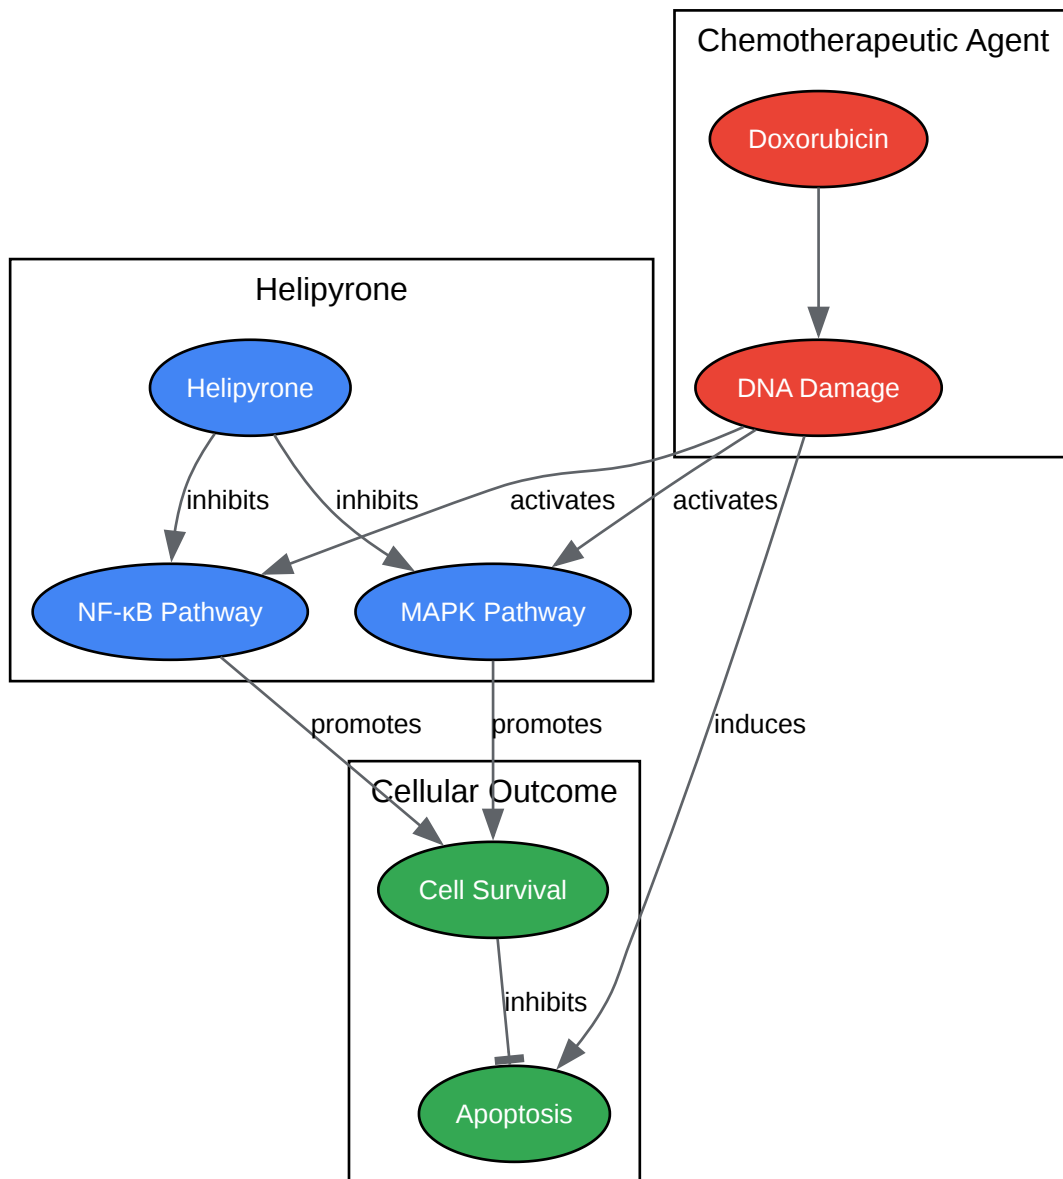 Chemotherapeutic Agent
Doxorubicin
Helipyrone
Helipyrone
DNA Damage
inhibits
inhibits
activates
activates
NF-κB Pathway
MAPK Pathway
promotes
promotes
induces
Cellular Outcome
Cell Survival
inhibits
Apoptosis